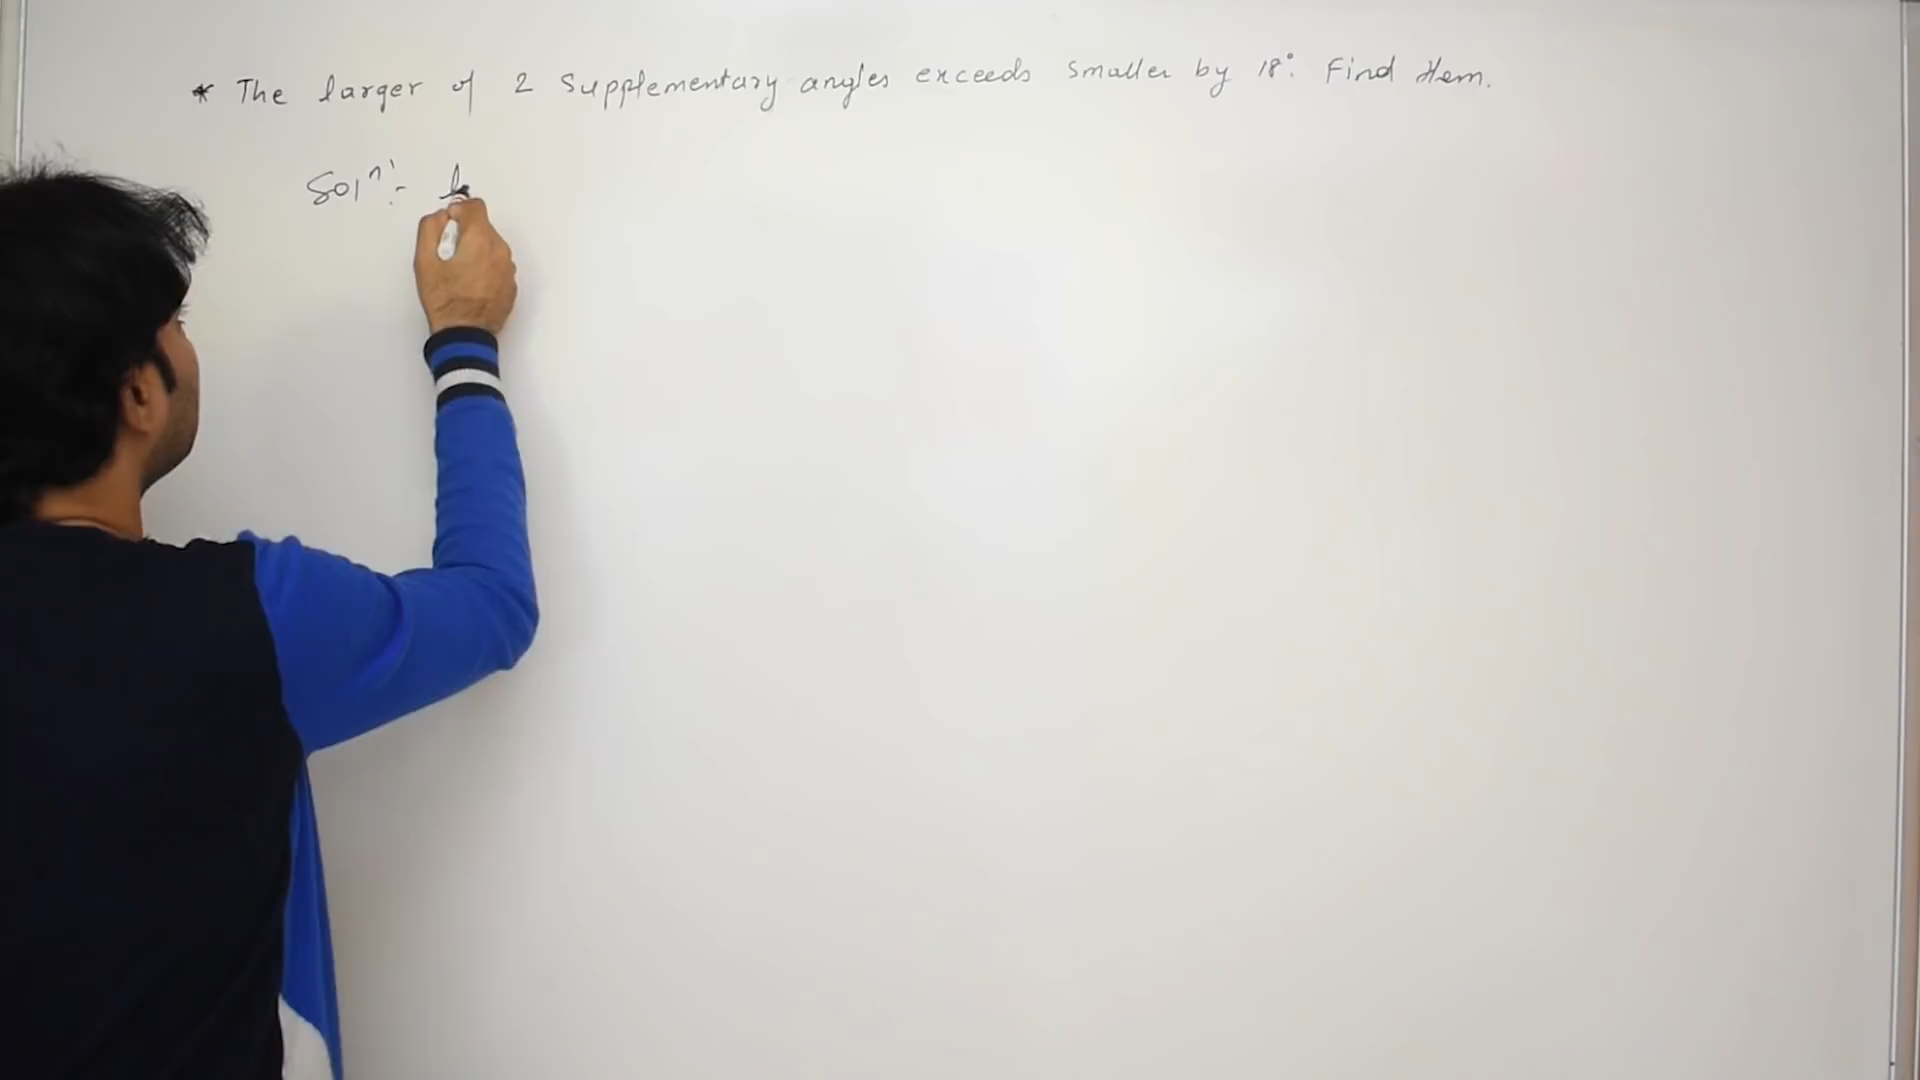 * The larger of 2 supplementary angles exceeds smaller by 18°. Find them.
Solⁿ:-